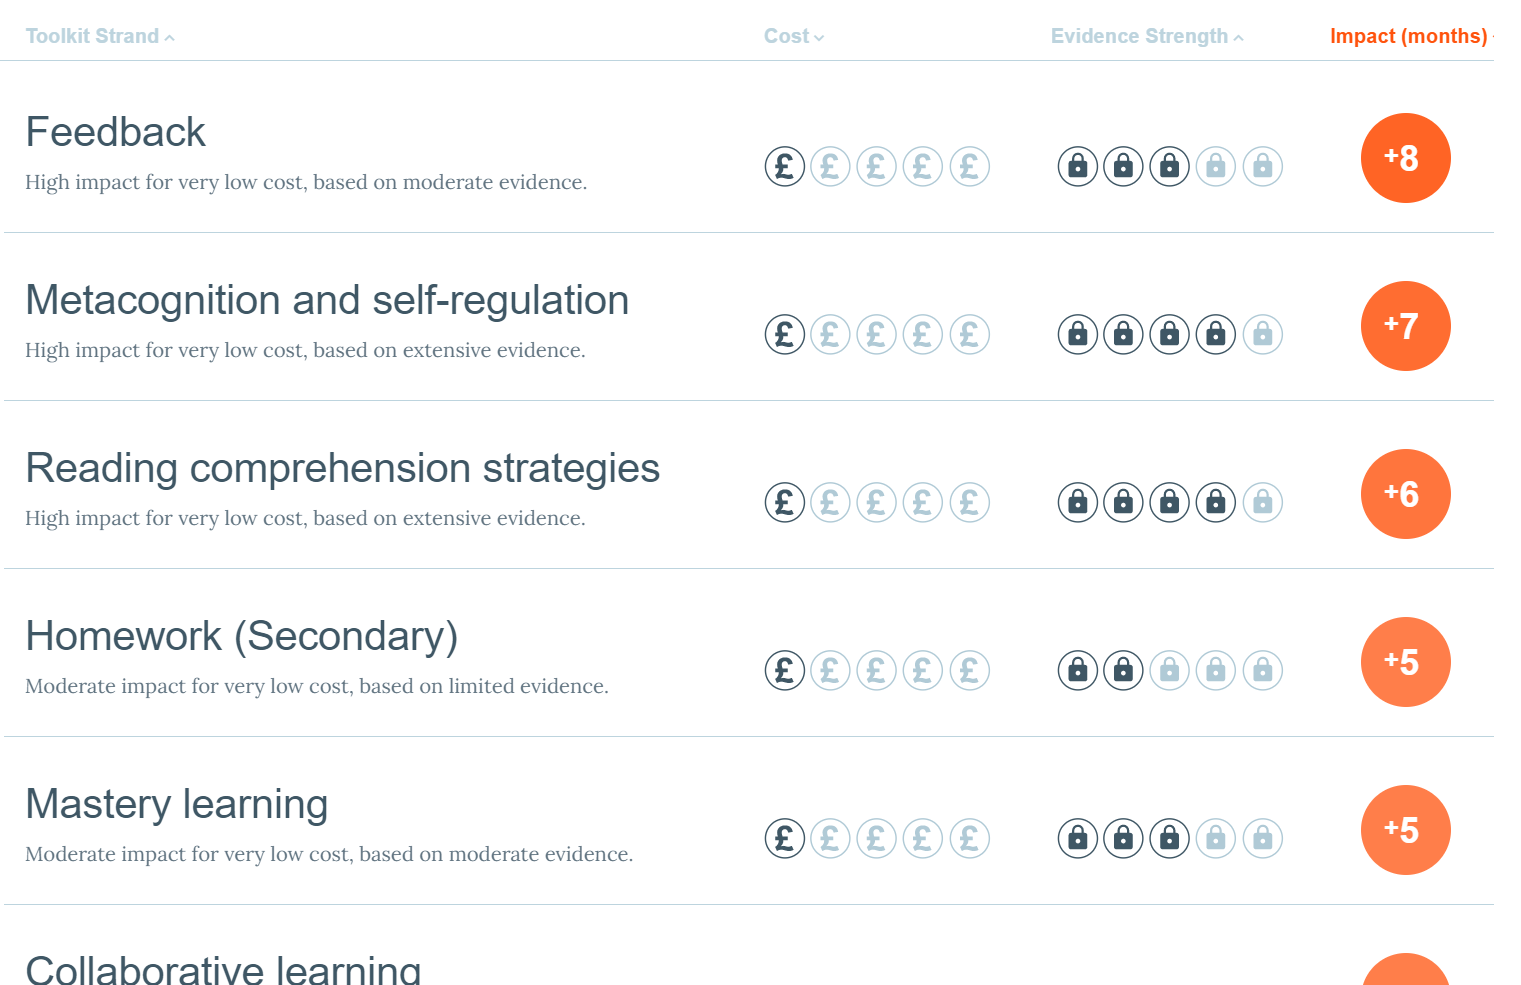 Toolkit Strand Cost Evidence Strength Impact (months)
Feedback
High impact for very low cost, based on moderate evidence.
£ £ £ £ £
+8
Metacognition and self-regulation
High impact for very low cost, based on extensive evidence.
£ £ £ £ £
+7
Reading comprehension strategies
High impact for very low cost, based on extensive evidence.
£ £ £ £ £
+6
Homework (Secondary)
Moderate impact for very low cost, based on limited evidence.
£ £ £ £ £
+5
Mastery learning
Moderate impact for very low cost, based on moderate evidence.
£ £ £ £ £
+5
Collaborative learning